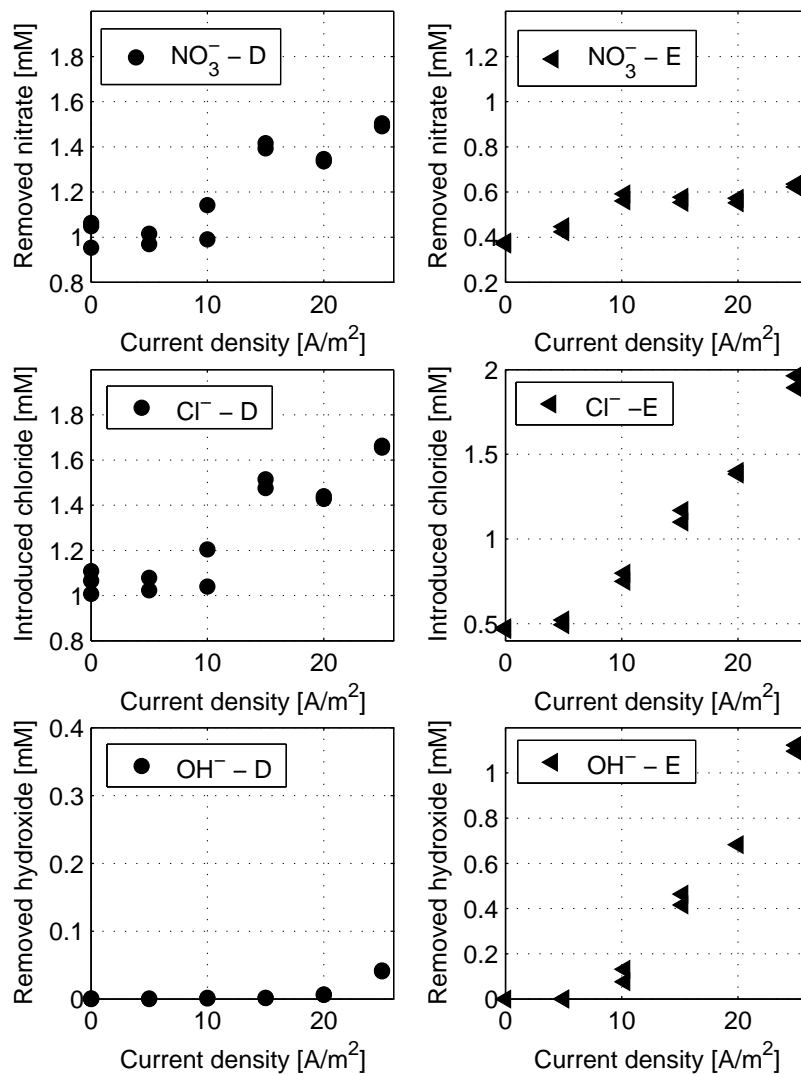 Removed nitrate [mM]
1.8
1.6
1.4
1.2
1
0.8
NO₃⁻ – D
0 10 20
Current density [A/m²]
Removed nitrate [mM]
1.2
1
0.8
0.6
0.4
0.2
NO₃⁻ – E
0 10 20
Current density [A/m²]
Introduced chloride [mM]
1.8
1.6
1.4
1.2
1
0.8
Cl⁻ – D
0 10 20
Current density [A/m²]
Introduced chloride [mM]
2
1.5
1
0.5
Cl⁻ –E
0 10 20
Current density [A/m²]
Removed hydroxide [mM]
0.4
0.3
0.2
0.1
0
OH⁻ – D
0 10 20
Current density [A/m²]
Removed hydroxide [mM]
1
0.8
0.6
0.4
0.2
0
OH⁻ – E
0 10 20
Current density [A/m²]